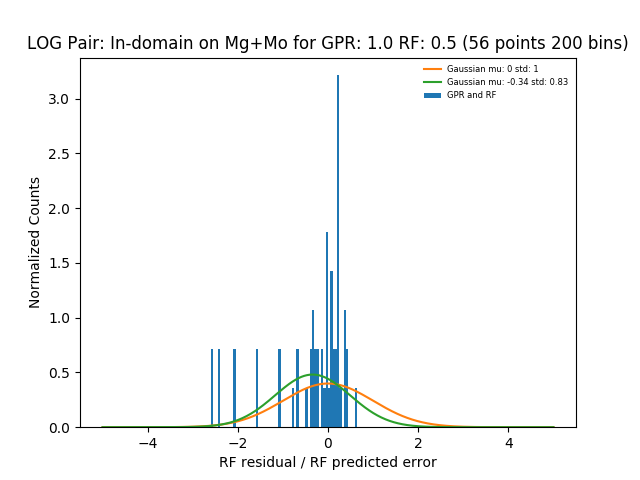 LOG Pair: In-domain on Mg+Mo for GPR: 1.0 RF: 0.5 (56 points 200 bins)
Gaussian mu: 0 std: 1
Gaussian mu: -0.34 std: 0.83
GPR and RF
Normalized Counts
3.0
2.5
2.0
1.5
1.0
0.5
0.0
−4 −2 0 2 4
RF residual / RF predicted error